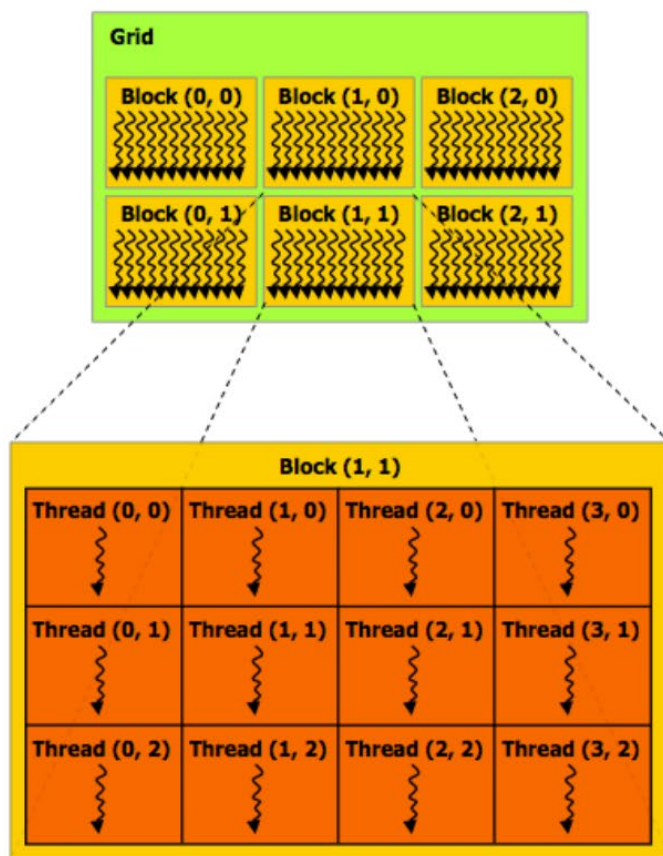 Grid
Block (0, 0) Block (1, 0) Block (2, 0)
Block (0, 1) Block (1, 1) Block (2, 1)
Block (1, 1)
Thread (0, 0) Thread (1, 0) Thread (2, 0) Thread (3, 0)
Thread (0, 1) Thread (1, 1) Thread (2, 1) Thread (3, 1)
Thread (0, 2) Thread (1, 2) Thread (2, 2) Thread (3, 2)